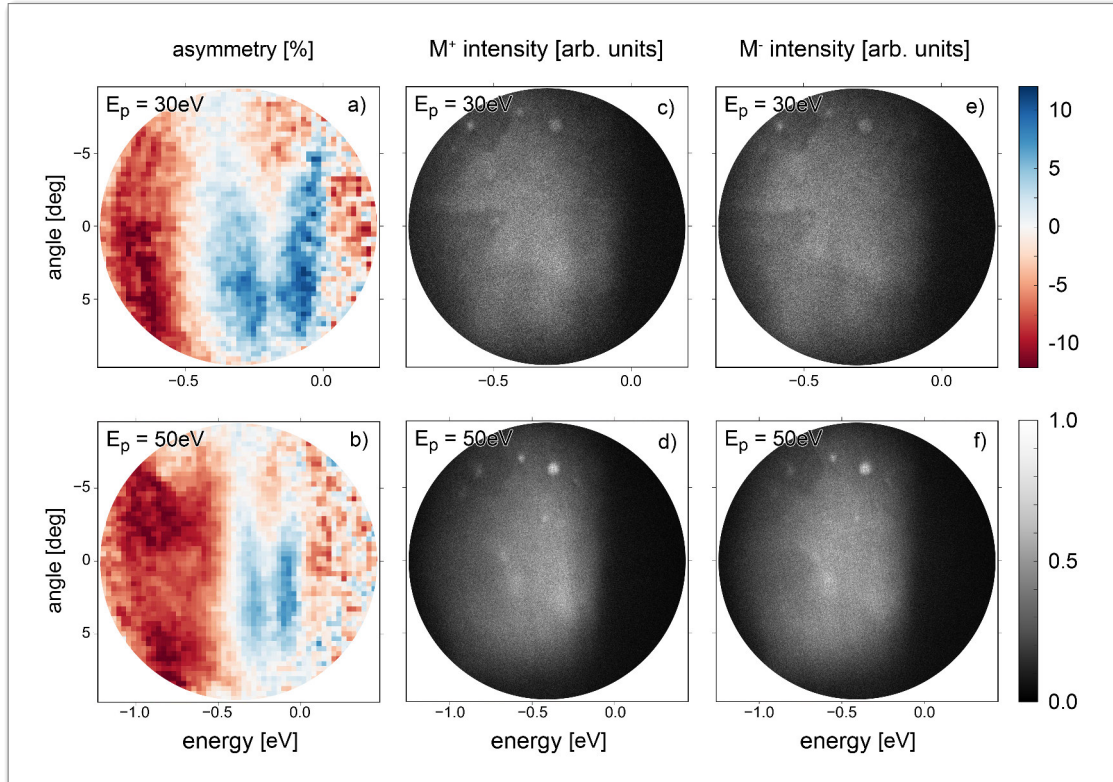 asymmetry [%]
M⁺ intensity [arb. units]
M⁻ intensity [arb. units]
Eₚ = 30eV
a)
Eₚ = 30eV
c)
Eₚ = 30eV
e)
angle [deg]
−5
0
5
−0.5
0.0
−0.5
0.0
−0.5
0.0
10
5
0
-5
-10
Eₚ = 50eV
b)
Eₚ = 50eV
d)
Eₚ = 50eV
f)
angle [deg]
−5
0
5
−1.0
−0.5
0.0
−1.0
−0.5
0.0
−1.0
−0.5
0.0
1.0
0.5
0.0
energy [eV]
energy [eV]
energy [eV]